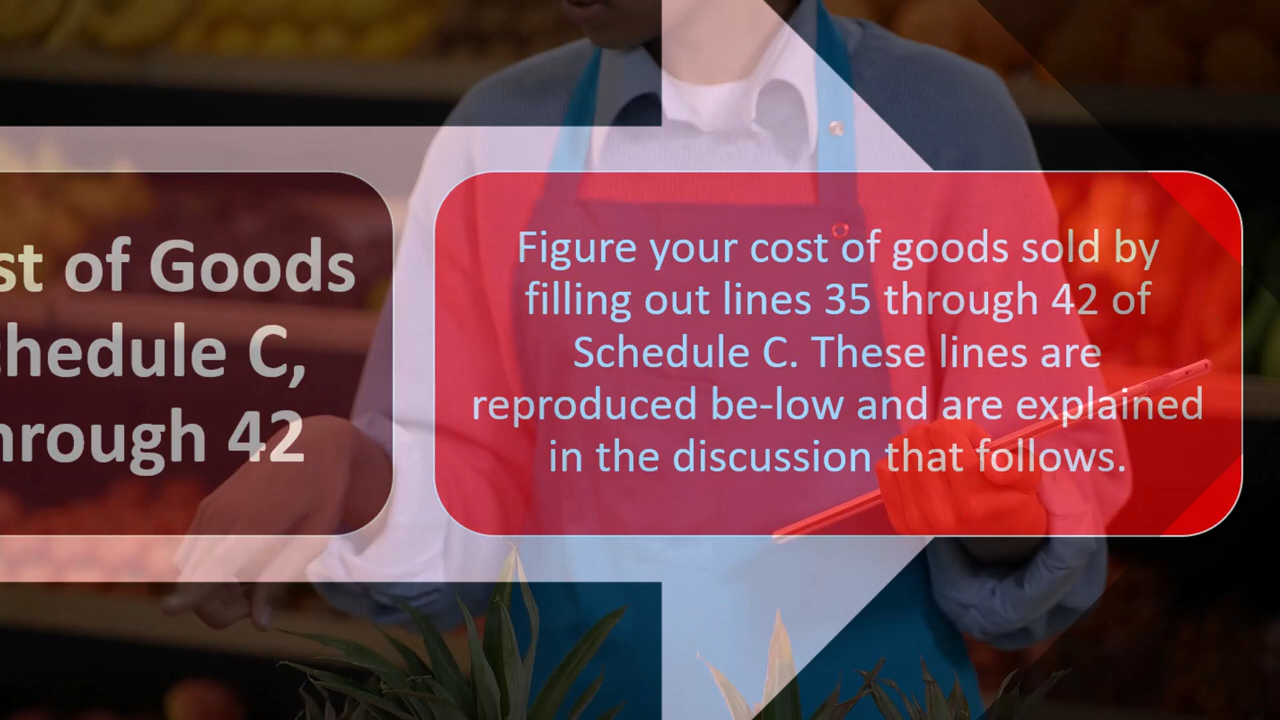 st of Goods
chedule C,
hrough 42
Figure your cost of goods sold by
filling out lines 35 through 42 of
Schedule C. These lines are
reproduced be-low and are explained
in the discussion that follows.